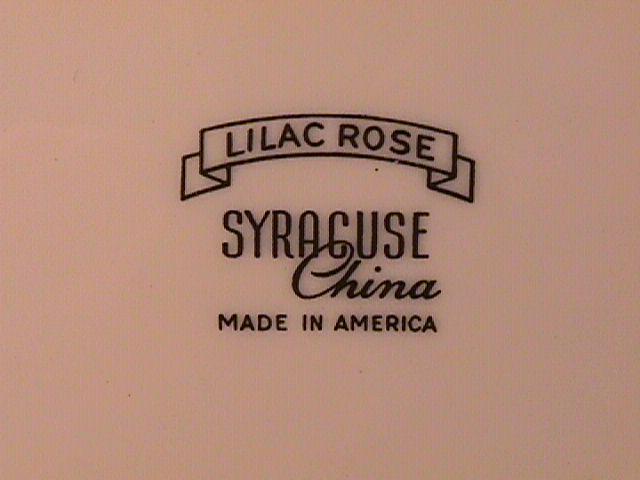 LILAC ROSE
SYRACUSE
China
MADE IN AMERICA